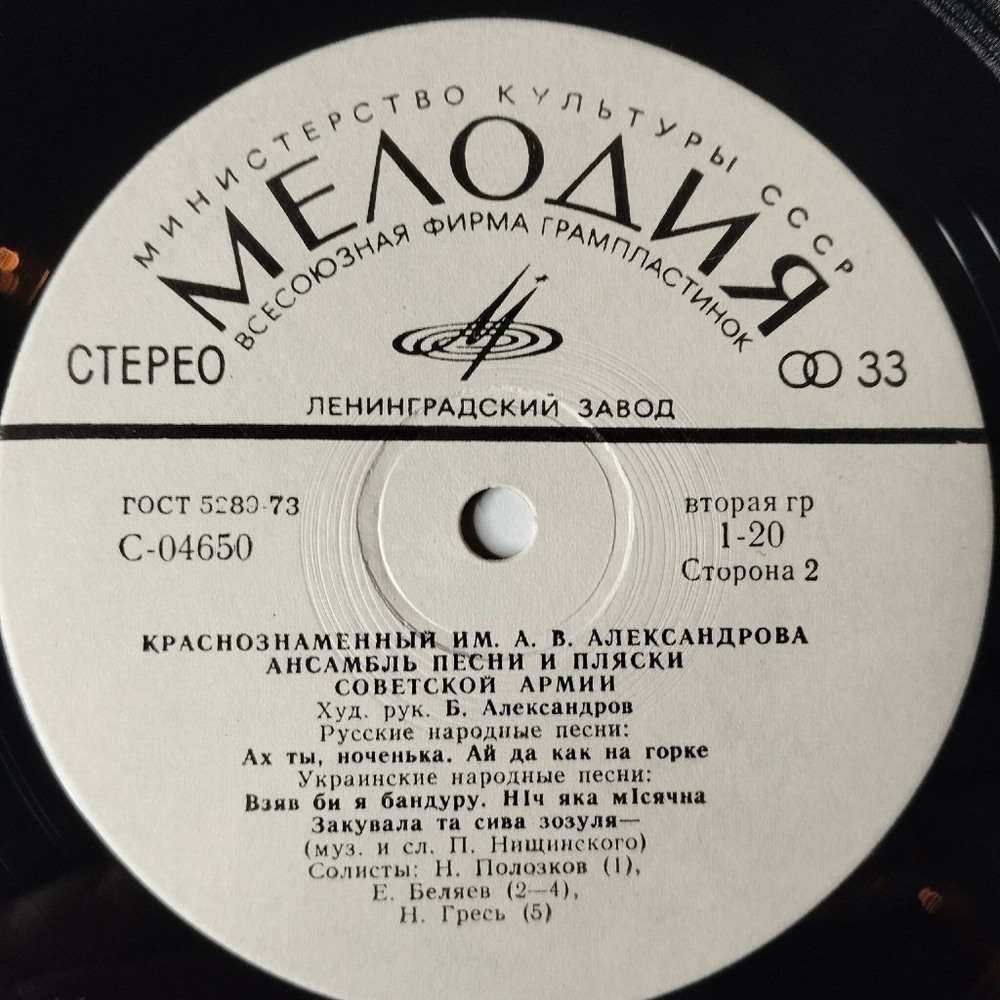 МИНИСТЕРСТВО КУЛЬТУРЫ СССР
МЕЛОДИЯ
ВСЕСОЮЗНАЯ ФИРМА ГРАМПЛАСТИНОК
СТЕРЕО
33
ЛЕНИНГРАДСКИЙ ЗАВОД
ГОСТ 5289-73
С-04650
вторая гр
1-20
Сторона 2
КРАСНОЗНАМЕННЫЙ ИМ. А. В. АЛЕКСАНДРОВА
АНСАМБЛЬ ПЕСНИ И ПЛЯСКИ
СОВЕТСКОЙ АРМИИ
Худ. рук. Б. Александров
Русские народные песни:
Ах ты, ноченька. Ай да как на горке
Украинские народные песни:
Взяв би я бандуру. НІч яка мІсячна
Закувала та сива зозуля—
(муз. и сл. П. Нищинского)
Солисты: Н. Полозков (1),
Е. Беляев (2—4),
Н. Гресь (5)